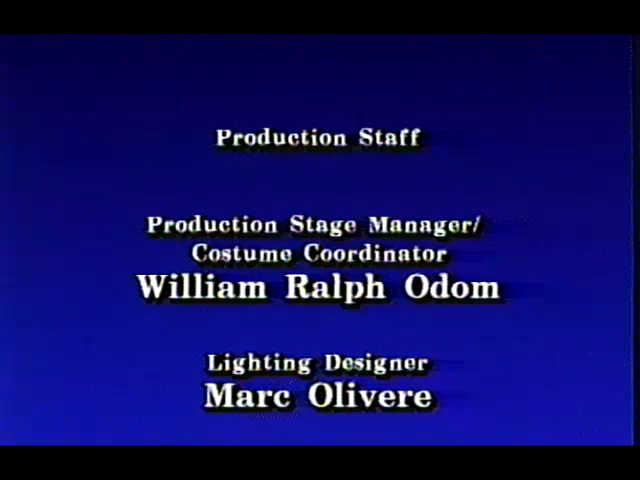 Production Staff
Production Stage Manager/
Costume Coordinator
William Ralph Odom
Lighting Designer
Marc Olivere